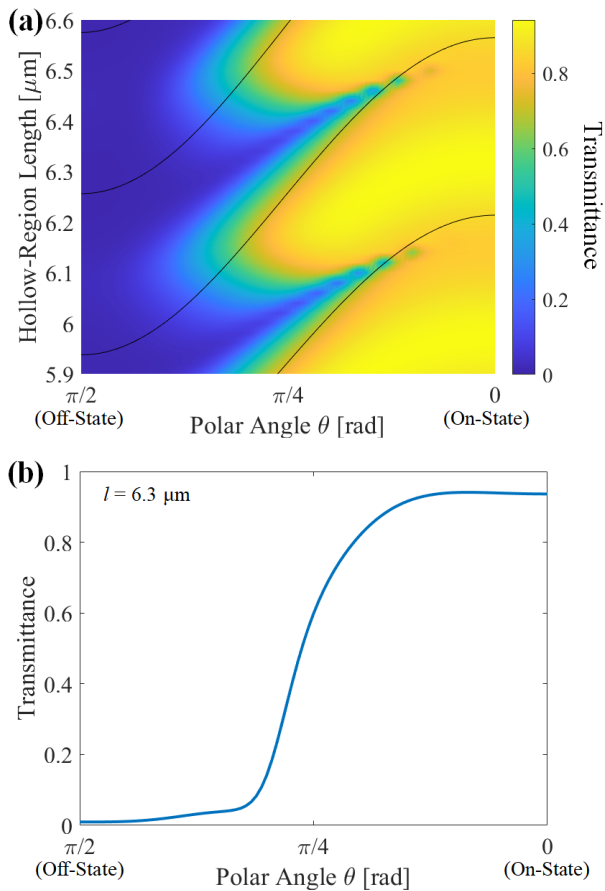 (a)
6.6
6.5
6.4
6.3
6.2
6.1
6
5.9
Hollow-Region Length [μm]
π/2
π/4
0
(Off-State)
Polar Angle θ [rad]
(On-State)
0.8
0.6
0.4
0.2
0
Transmittance
(b)
l = 6.3 μm
1
0.8
0.6
0.4
0.2
0
Transmittance
π/2
π/4
0
(Off-State)
Polar Angle θ [rad]
(On-State)